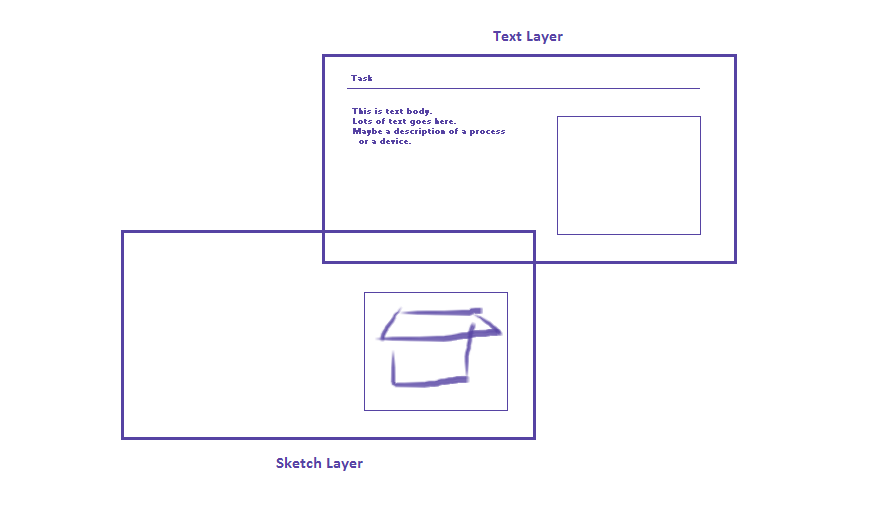 Text Layer
Task
This is text body.
Lots of text goes here.
Maybe a description of a process
or a device.
Sketch Layer